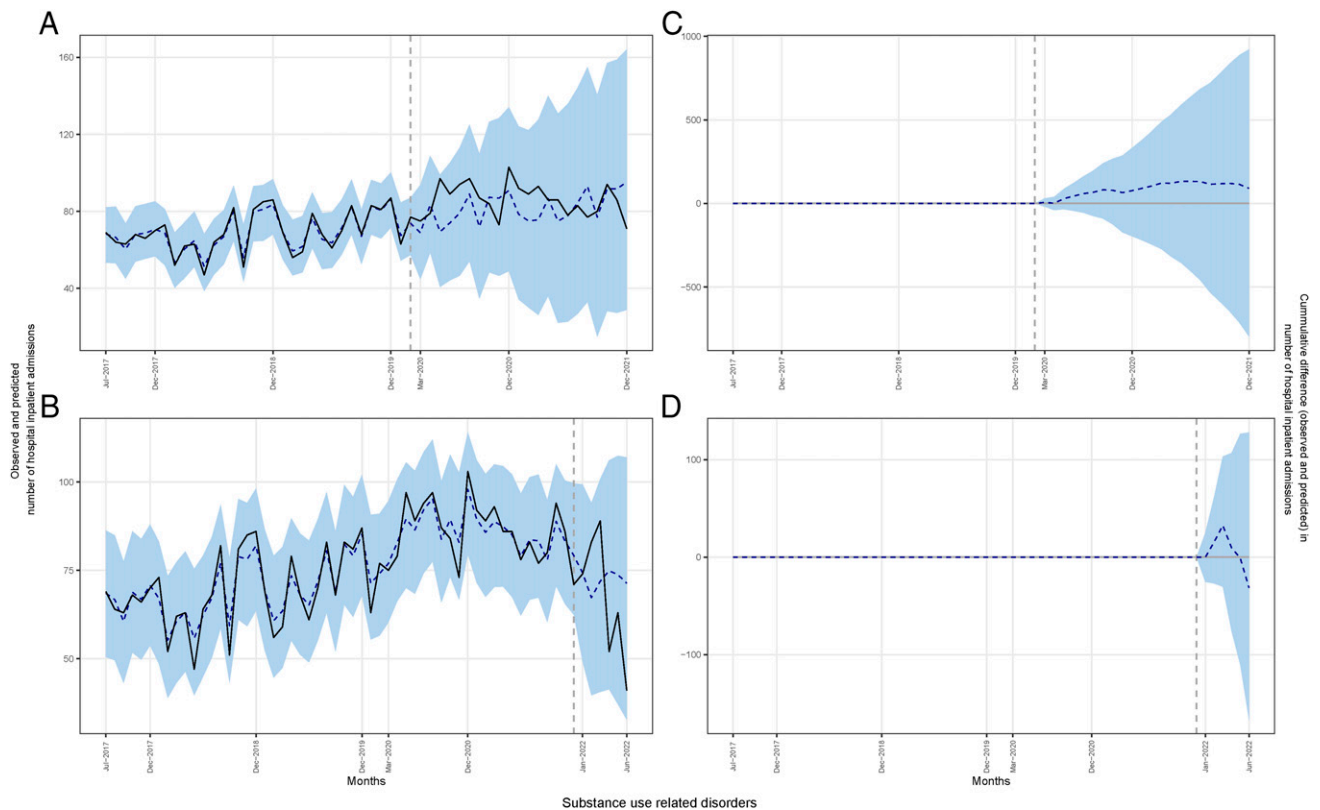 A
160
120
80
40
Jul−2017
Dec−2017
Dec−2018
Dec−2019
Mar−2020
Dec−2020
Dec−2021
C
1000
500
0
−500
Jul−2017
Dec−2017
Dec−2018
Dec−2019
Mar−2020
Dec−2020
Dec−2021
Observed and predicted
number of hospital inpatient admissions
Cummulative difference (observed and predicted) in
number of hospital inpatient admissions
B
100
75
50
Jul−2017
Dec−2017
Dec−2018
Dec−2019
Mar−2020
Dec−2020
Jan−2022
Jun−2022
Months
D
100
0
−100
Jul−2017
Dec−2017
Dec−2018
Dec−2019
Mar−2020
Dec−2020
Jan−2022
Jun−2022
Months
Substance use related disorders